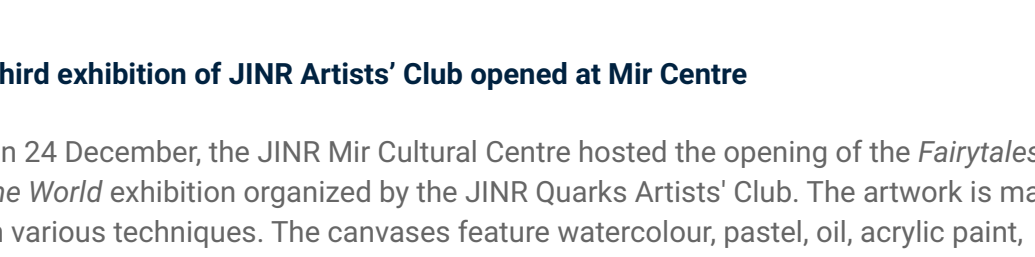 hird exhibition of JINR Artists’ Club opened at Mir Centre
n 24 December, the JINR Mir Cultural Centre hosted the opening of the Fairytales
he World exhibition organized by the JINR Quarks Artists' Club. The artwork is ma
various techniques. The canvases feature watercolour, pastel, oil, acrylic paint,